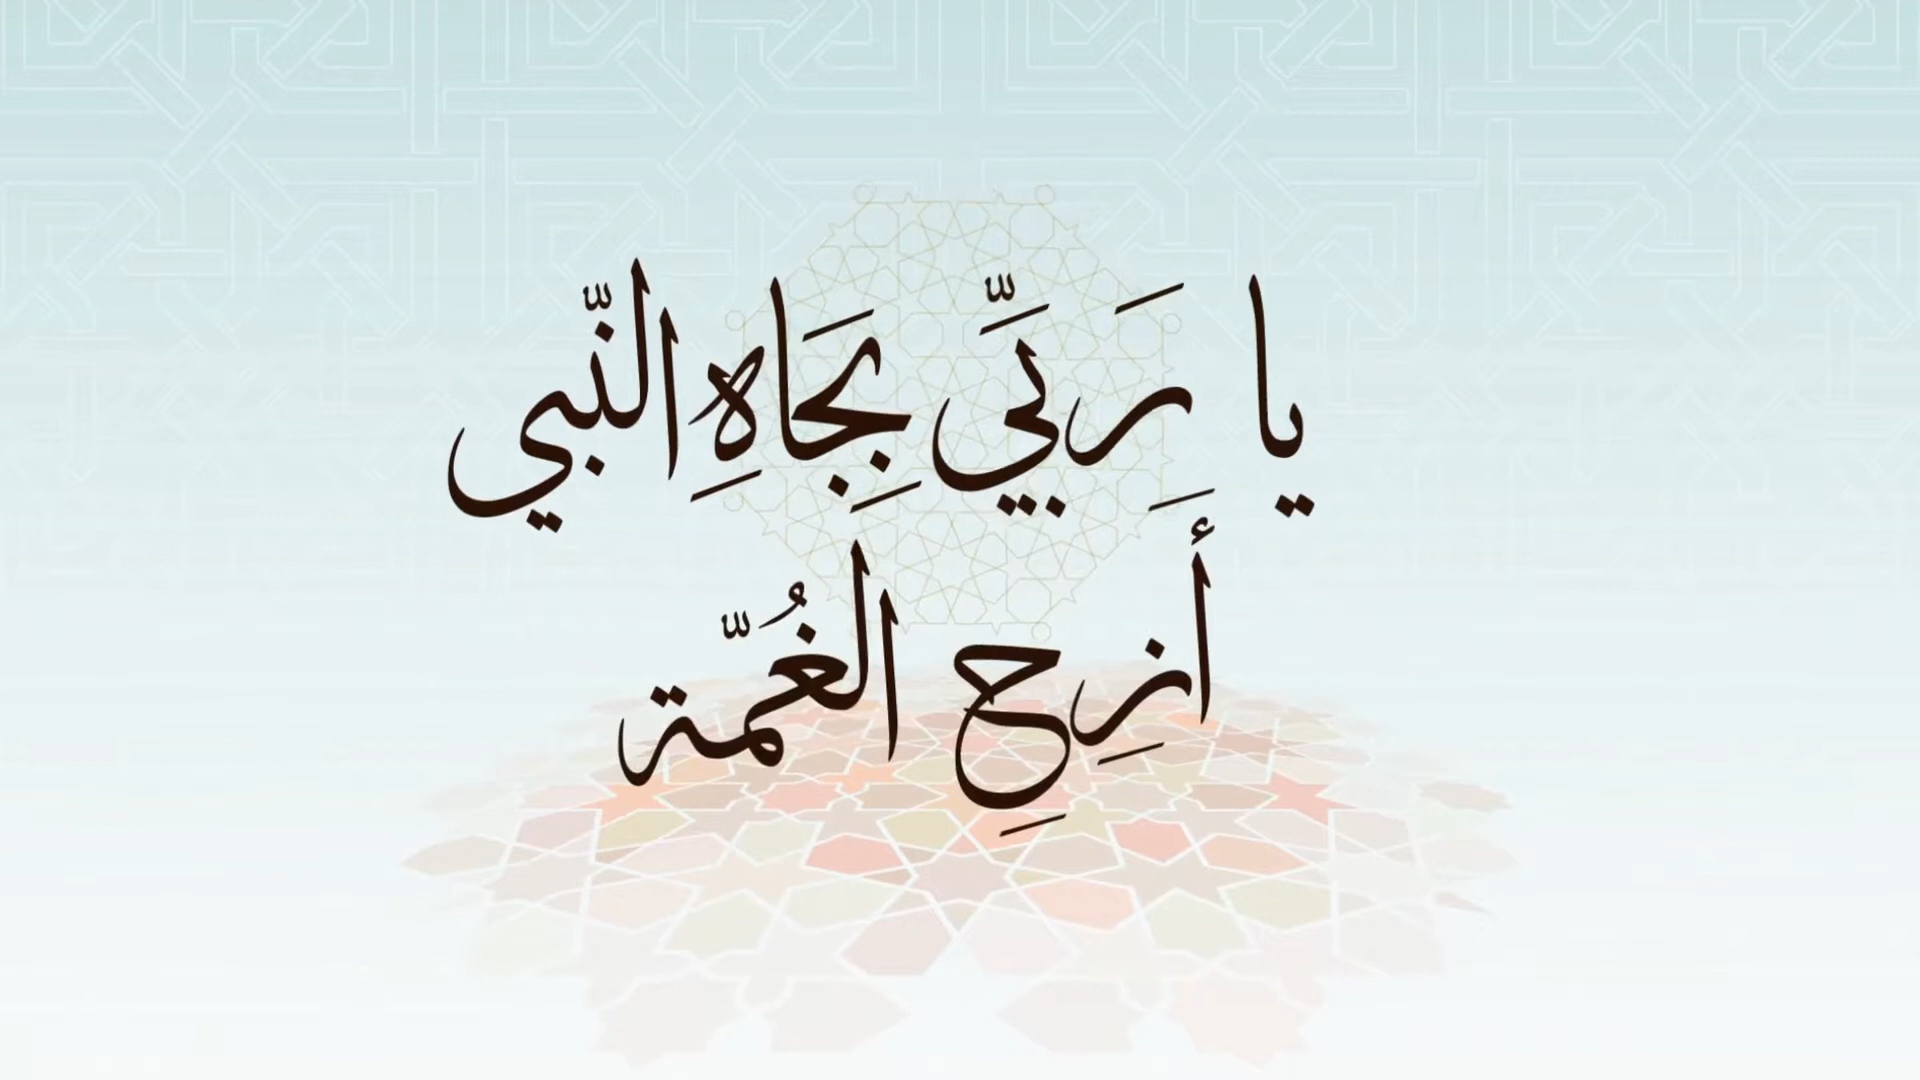 يا رَبَّي بِجَاهِ النّبي
أَزِحِ الغُمّة